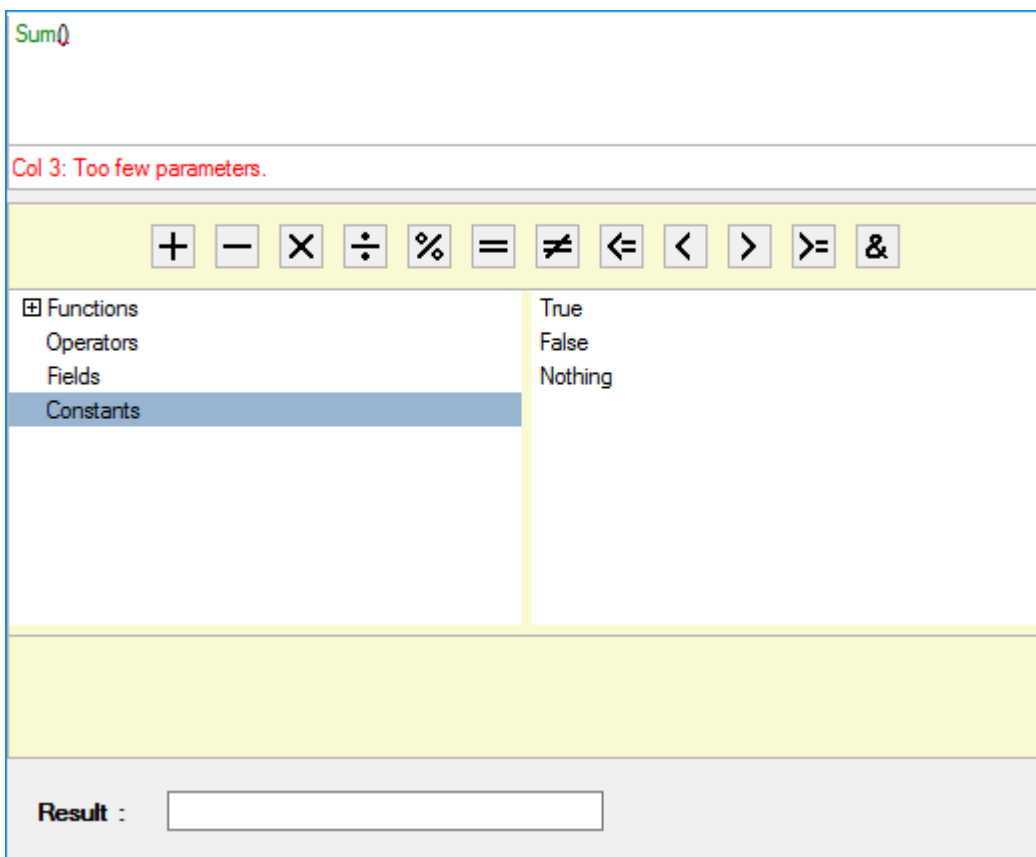 Sum()
Col 3: Too few parameters.
+ − × ÷ % = ≠ <= < > >= &
Functions
Operators
Fields
Constants
True
False
Nothing
Result :